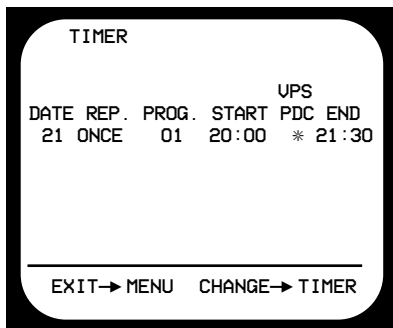 TIMER
VPS
DATE REP. PROG. START PDC END
21 ONCE 01 20:00 * 21:30
EXIT→MENU CHANGE→TIMER